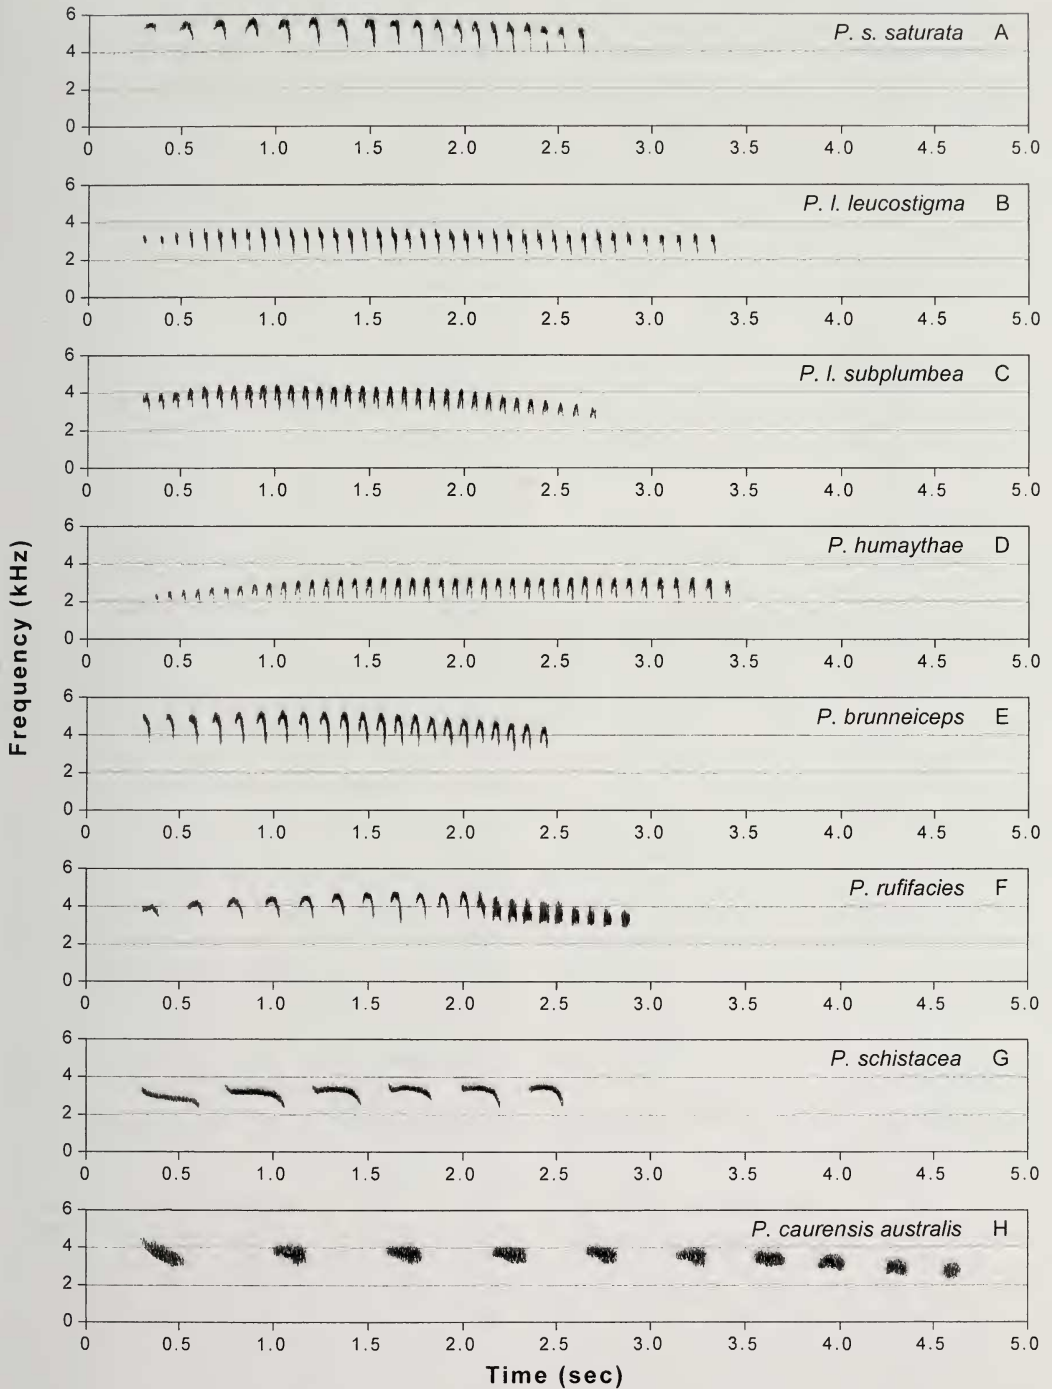 6
P. s. saturata A
4
2
0
0 0.5 1.0 1.5 2.0 2.5 3.0 3.5 4.0 4.5 5.0
6
P. l. leucostigma B
4
2
0
0 0.5 1.0 1.5 2.0 2.5 3.0 3.5 4.0 4.5 5.0
6
P. l. subplumbea C
4
2
0
0 0.5 1.0 1.5 2.0 2.5 3.0 3.5 4.0 4.5 5.0
Frequency (kHz)
6
P. humaythae D
4
2
0
0 0.5 1.0 1.5 2.0 2.5 3.0 3.5 4.0 4.5 5.0
6
P. brunneiceps E
4
2
0
0 0.5 1.0 1.5 2.0 2.5 3.0 3.5 4.0 4.5 5.0
6
P. rufifacies F
4
2
0
0 0.5 1.0 1.5 2.0 2.5 3.0 3.5 4.0 4.5 5.0
6
P. schistacea G
4
2
0
0 0.5 1.0 1.5 2.0 2.5 3.0 3.5 4.0 4.5 5.0
6
P. caurensis australis H
4
2
0
0 0.5 1.0 1.5 2.0 2.5 3.0 3.5 4.0 4.5 5.0
Time (sec)